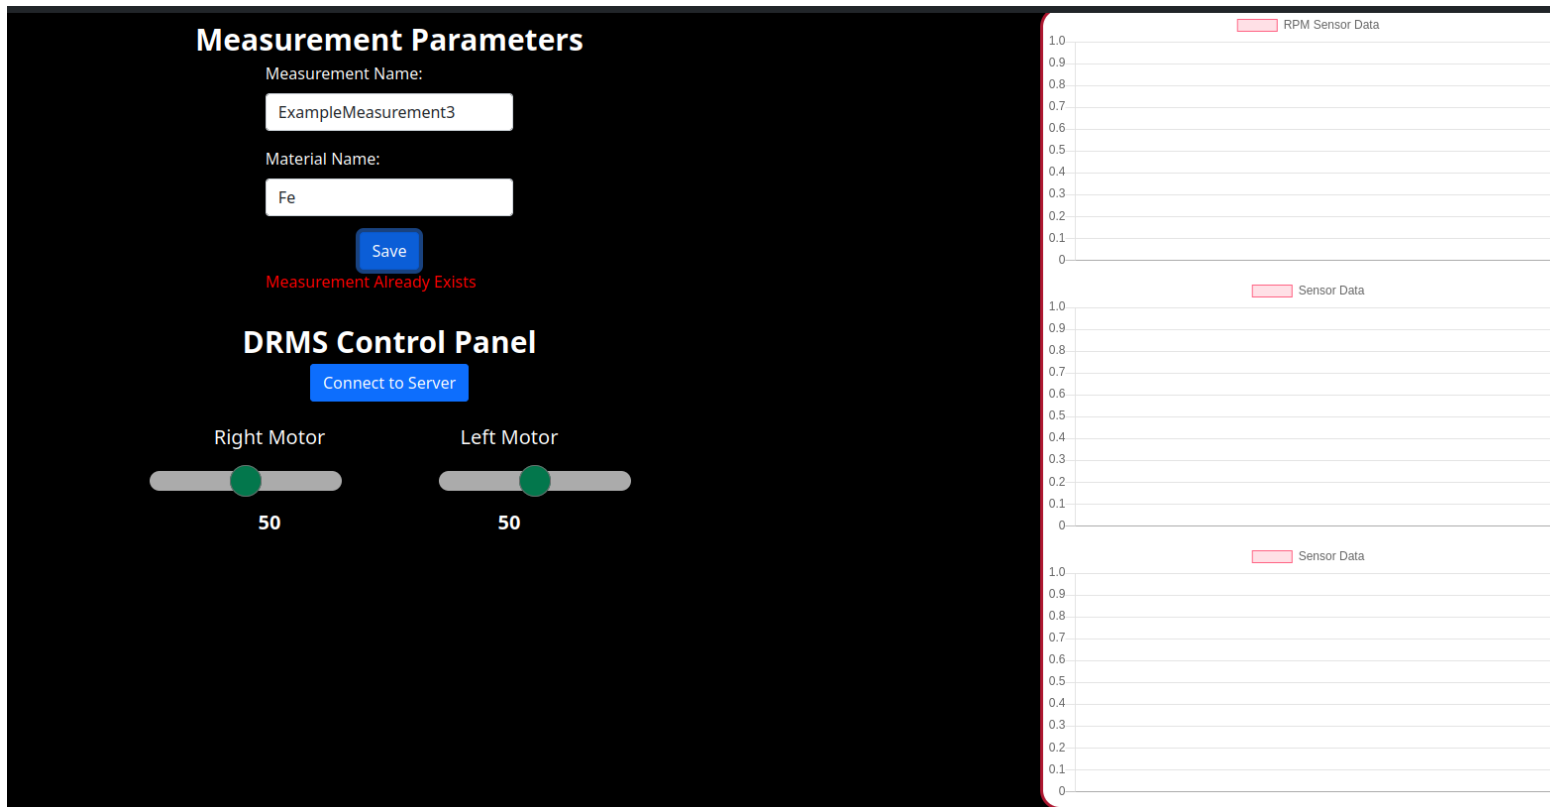 Measurement Parameters
Measurement Name:
ExampleMeasurement3
Material Name:
Fe
Save
Measurement Already Exists
DRMS Control Panel
Connect to Server
Right Motor Left Motor
50 50
RPM Sensor Data
1.0
0.9
0.8
0.7
0.6
0.5
0.4
0.3
0.2
0.1
0
Sensor Data
1.0
0.9
0.8
0.7
0.6
0.5
0.4
0.3
0.2
0.1
0
Sensor Data
1.0
0.9
0.8
0.7
0.6
0.5
0.4
0.3
0.2
0.1
0